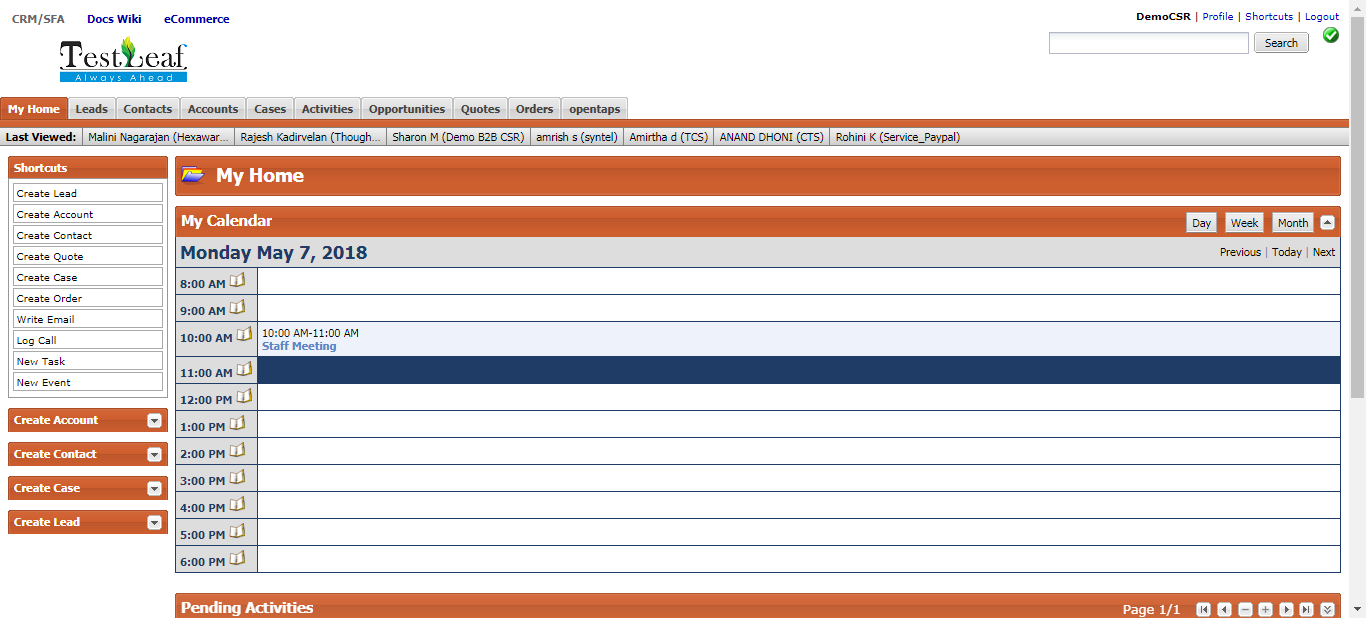 CRM/SFA Docs Wiki eCommerce
DemoCSR | Profile | Shortcuts | Logout
TestLeaf
Always Ahead
Search
My Home Leads Contacts Accounts Cases Activities Opportunities Quotes Orders opentaps
Last Viewed: Malini Nagarajan (Hexawar... Rajesh Kadirvelan (Though... Sharon M (Demo B2B CSR) amrish s (syntel) Amirtha d (TCS) ANAND DHONI (CTS) Rohini K (Service_Paypal)
Shortcuts
Create Lead
Create Account
Create Contact
Create Quote
Create Case
Create Order
Write Email
Log Call
New Task
New Event
Create Account
Create Contact
Create Case
Create Lead
My Home
My Calendar
Day Week Month
Monday May 7, 2018
Previous | Today | Next
8:00 AM
9:00 AM
10:00 AM
10:00 AM-11:00 AM
Staff Meeting
11:00 AM
12:00 PM
1:00 PM
2:00 PM
3:00 PM
4:00 PM
5:00 PM
6:00 PM
Pending Activities
Page 1/1